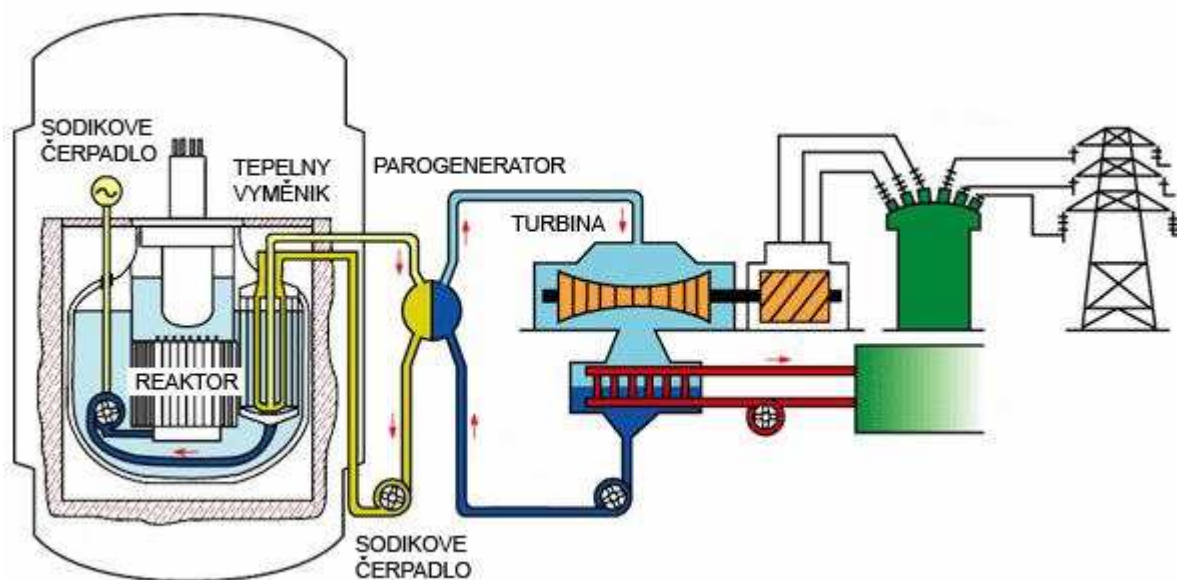 SODIKOVE
ČERPADLO
TEPELNY
VYMĚNIK
PAROGENERATOR
TURBINA
REAKTOR
SODIKOVE
ČERPADLO